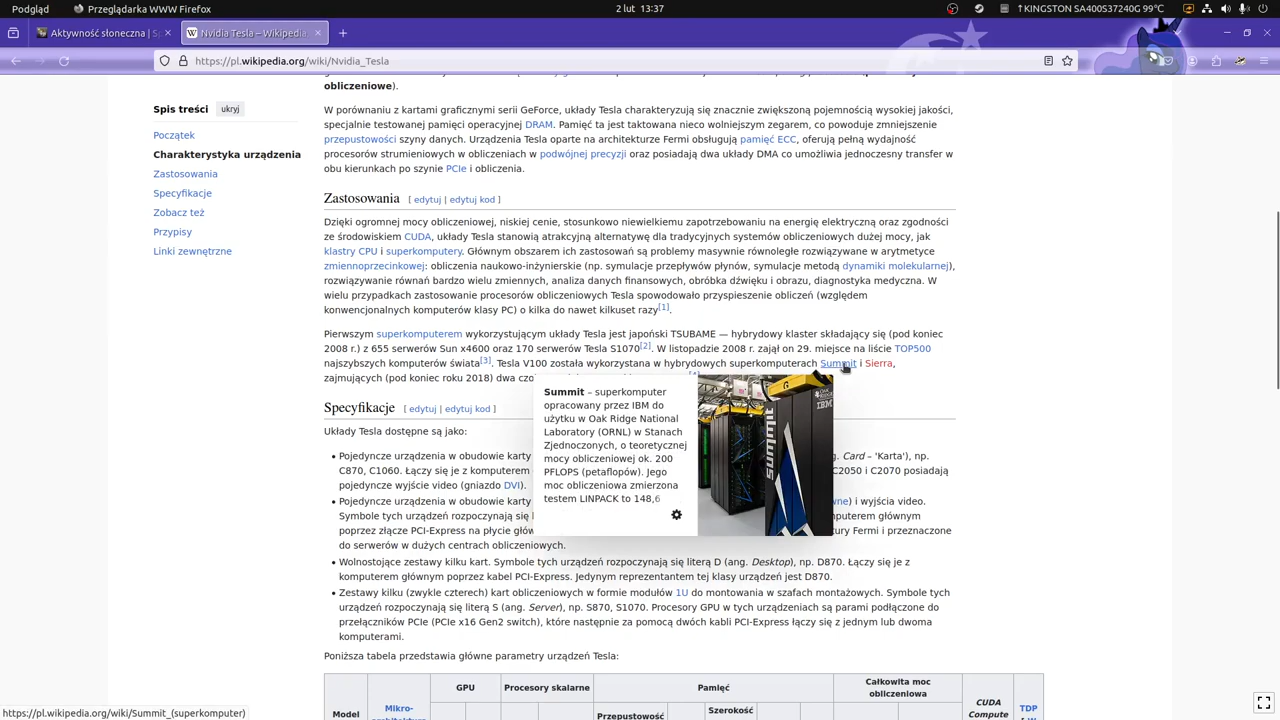 Podgląd
Przeglądarka
2 lut 13:37
KINGSTON SA400S37240G 99°C
Aktywność słoneczna | S
Nvidia Tesla – Wikipedia
https://pl.wikipedia.org/wiki/Nvidia_Tesla
Spis treści
ukryj
Początek
Charakterystyka urządzenia
Zastosowania
Specyfikacje
Zobacz też
Przypisy
Linki zewnętrzne
obliczeniowe).
W porównaniu z kartami graficznymi serii GeForce, układy Tesla charakteryzują się znacznie zwiększoną pojemnością wysokiej jakości,
specjalnie testowanej pamięci operacyjnej DRAM. Pamięć ta jest taktowana nieco wolniejszym zegarem, co powoduje zmniejszenie
przepustowości szyny danych. Urządzenia Tesla oparte na architekturze Fermi obsługują pamięć ECC, oferują pełną wydajność
procesorów strumieniowych w obliczeniach w podwójnej precyzji oraz posiadają dwa układy DMA co umożliwia jednoczesny transfer w
obu kierunkach po szynie PCIe i obliczenia.
Zastosowania [ edytuj | edytuj kod ]
Dzięki ogromnej mocy obliczeniowej, niskiej cenie, stosunkowo niewielkiemu zapotrzebowaniu na energię elektryczną oraz zgodności
ze środowiskiem CUDA, układy Tesla stanowią atrakcyjną alternatywę dla tradycyjnych systemów obliczeniowych dużej mocy, jak
klastry CPU i superkomputery. Głównym obszarem ich zastosowań są problemy masywnie równoległe rozwiązywane w arytmetyce
zmiennoprzecinkowej: obliczenia naukowo-inżynierskie (np. symulacje przepływów płynów, symulacje metodą dynamiki molekularnej),
rozwiązywanie równań bardzo wielu zmiennych, analiza danych finansowych, obróbka dźwięku i obrazu, diagnostyka medyczna. W
wielu przypadkach zastosowanie procesorów obliczeniowych Tesla spowodowało przyspieszenie obliczeń (względem
konwencjonalnych komputerów klasy PC) o kilka do nawet kilkuset razy[1].
Pierwszym superkomputerem wykorzystującym układy Tesla jest japoński TSUBAME — hybrydowy klaster składający się (pod koniec
2008 r.) z 655 serwerów Sun x4600 oraz 170 serwerów Tesla S1070[2]. W listopadzie 2008 r. zajął on 29. miejsce na liście TOP500
najszybszych komputerów świata[3]. Tesla V100 została wykorzystana w hybrydowych superkomputerach Summit i Sierra,
zajmujących (pod koniec roku 2018) dwa czo
Summit – superkomputer
opracowany przez IBM do
użytku w Oak Ridge National
Laboratory (ORNL) w Stanach
Zjednoczonych, o teoretycznej
mocy obliczeniowej ok. 200
PFLOPS (petaflopów). Jego
moc obliczeniowa zmierzona
testem LINPACK to 148,6
OAK RIDGE
IBM
SUMMIT
Specyfikacje [ edytuj | edytuj kod ]
Układy Tesla dostępne są jako:
Pojedyncze urządzenia w obudowie karty g. Card – 'Karta'), np.
C870, C1060. Łączy się je z komputerem C2050 i C2070 posiadają
pojedyncze wyjście video (gniazdo DVI).
Pojedyncze urządzenia w obudowie karty wne) i wyjścia video.
Symbole tych urządzeń rozpoczynają się l mputerem głównym
poprzez złącze PCI-Express na płycie głów tury Fermi i przeznaczone
do serwerów w dużych centrach obliczeniowych.
Wolnostojące zestawy kilku kart. Symbole tych urządzeń rozpoczynają się literą D (ang. Desktop), np. D870. Łączy się je z
komputerem głównym poprzez kabel PCI-Express. Jedynym reprezentantem tej klasy urządzeń jest D870.
Zestawy kilku (zwykle czterech) kart obliczeniowych w formie modułów 1U do montowania w szafach montażowych. Symbole tych
urządzeń rozpoczynają się literą S (ang. Server), np. S870, S1070. Procesory GPU w tych urządzeniach są parami podłączone do
przełączników PCIe (PCIe x16 Gen2 switch), które następnie za pomocą dwóch kabli PCI-Express łączy się z jednym lub dwoma
komputerami.
Poniższa tabela przedstawia główne parametry urządzeń Tesla:
Model
Mikro-
GPU
Procesory skalarne
Pamięć
Przepustowość
Szerokość
Całkowita moc
obliczeniowa
CUDA
Compute
TDP
https://pl.wikipedia.org/wiki/Summit_(superkomputer)